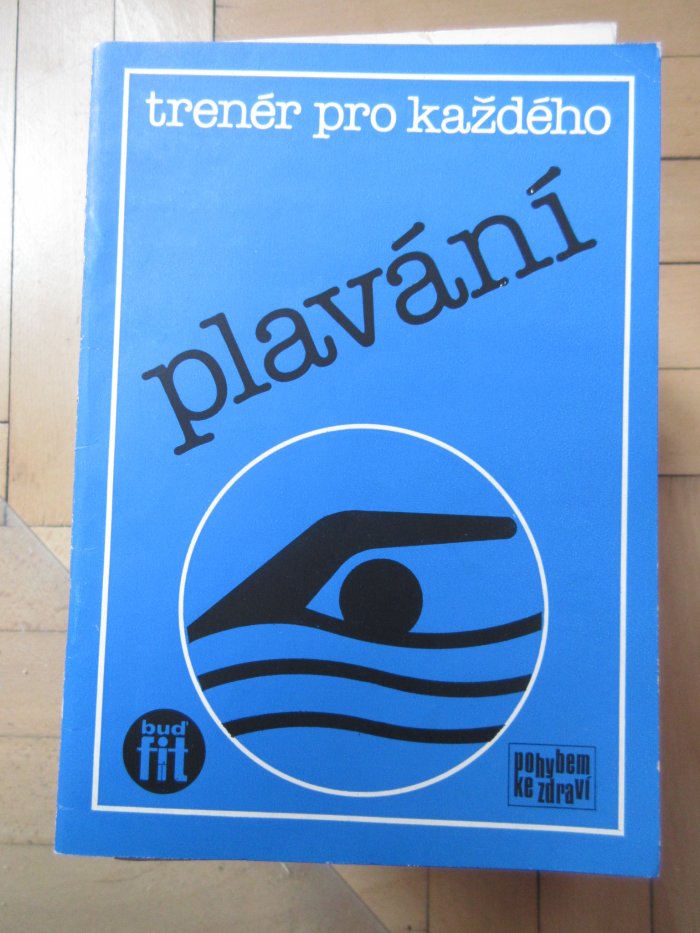 trenér pro každého
plavání
buď
fit
pohybem
ke zdraví